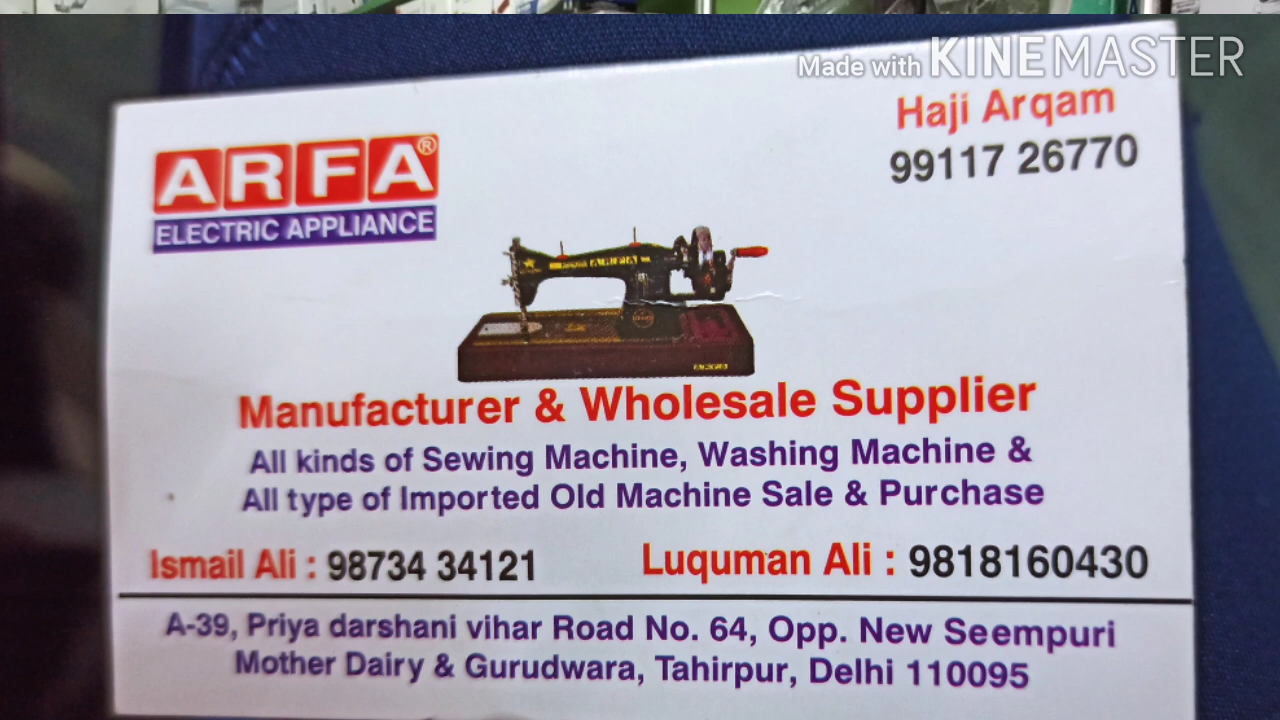 Made with KINEMASTER
Haji Arqam
99117 26770
ARFA®
ELECTRIC APPLIANCE
ARFA
ARFA
Manufacturer & Wholesale Supplier
All kinds of Sewing Machine, Washing Machine &
All type of Imported Old Machine Sale & Purchase
Ismail Ali : 98734 34121
Luquman Ali : 9818160430
A-39, Priya darshani vihar Road No. 64, Opp. New Seempuri
Mother Dairy & Gurudwara, Tahirpur, Delhi 110095